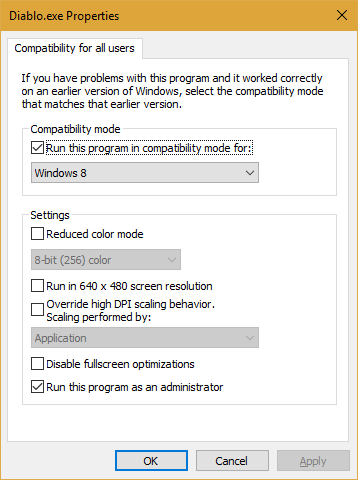 Diablo.exe Properties
Compatibility for all users
If you have problems with this program and it worked correctly
on an earlier version of Windows, select the compatibility mode
that matches that earlier version.
Compatibility mode
Run this program in compatibility mode for:
Windows 8
Settings
Reduced color mode
8-bit (256) color
Run in 640 x 480 screen resolution
Override high DPI scaling behavior.
Scaling performed by:
Application
Disable fullscreen optimizations
Run this program as an administrator
OK Cancel Apply